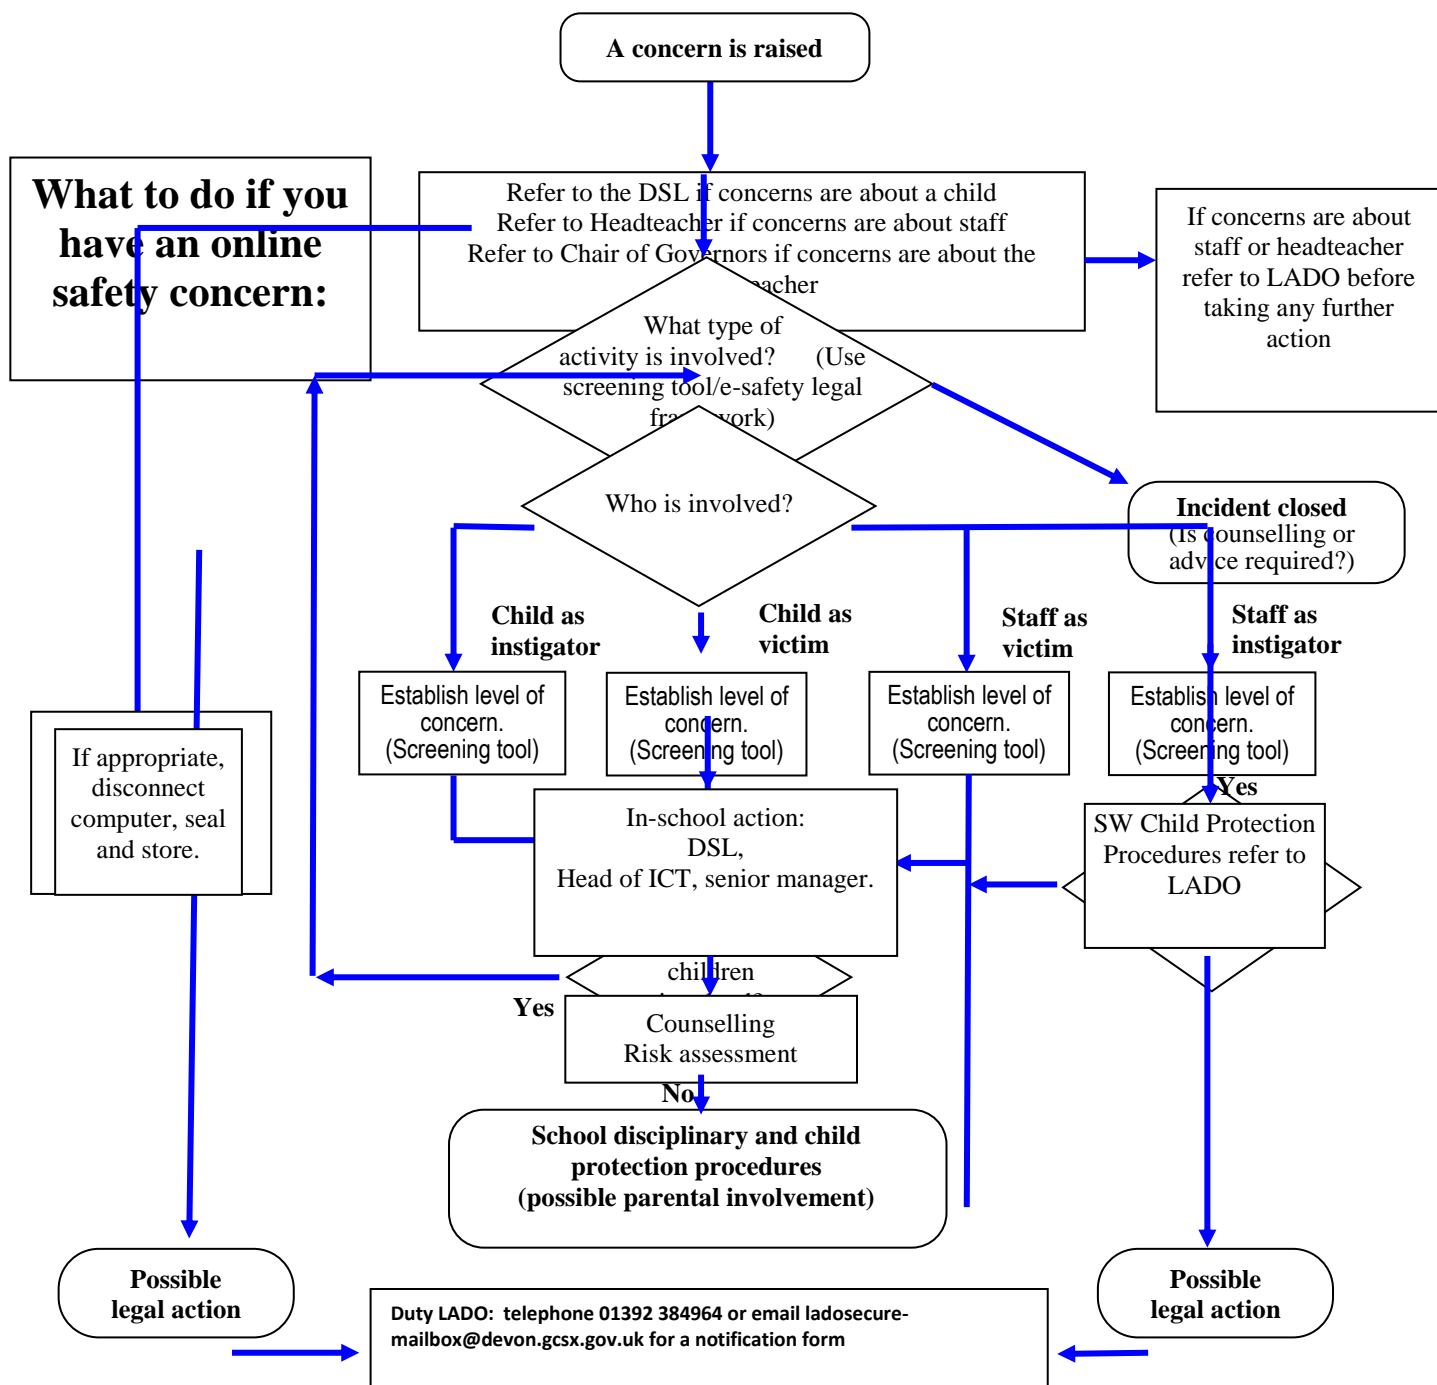 A concern is raised
What to do if you
have an online
safety concern:
Refer to the DSL if concerns are about a child
Refer to Headteacher if concerns are about staff
Refer to Chair of Governors if concerns are about the
If concerns are about
staff or headteacher
refer to LADO before
taking any further
action
What type of
activity is involved? (Use
screening tool/e-safety legal
Who is involved?
Incident closed
(Is counselling or
advice required?)
Child as
instigator
Child as
victim
Staff as
victim
Staff as
instigator
Establish level of
concern.
(Screening tool)
Establish level of
concern.
(Screening tool)
Establish level of
concern.
(Screening tool)
Establish level of
concern.
(Screening tool)
If appropriate,
disconnect
computer, seal
and store.
Yes
In-school action:
DSL,
Head of ICT, senior manager.
SW Child Protection
Procedures refer to
LADO
children
Yes
Counselling
Risk assessment
No
School disciplinary and child
protection procedures
(possible parental involvement)
Possible
legal action
Possible
legal action
Duty LADO: telephone 01392 384964 or email ladosecure-
mailbox@devon.gcsx.gov.uk for a notification form